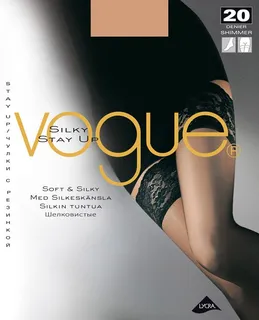 20
DENIER
SHIMMER
SILKY
STAY UP
vogue®
SOFT & SILKY
MED SILKESKÄNSLA
SILKIN TUNTUA
Шелковистые
STAY UP/ЧУЛКИ С РЕЗИНКОЙ
LYCRA